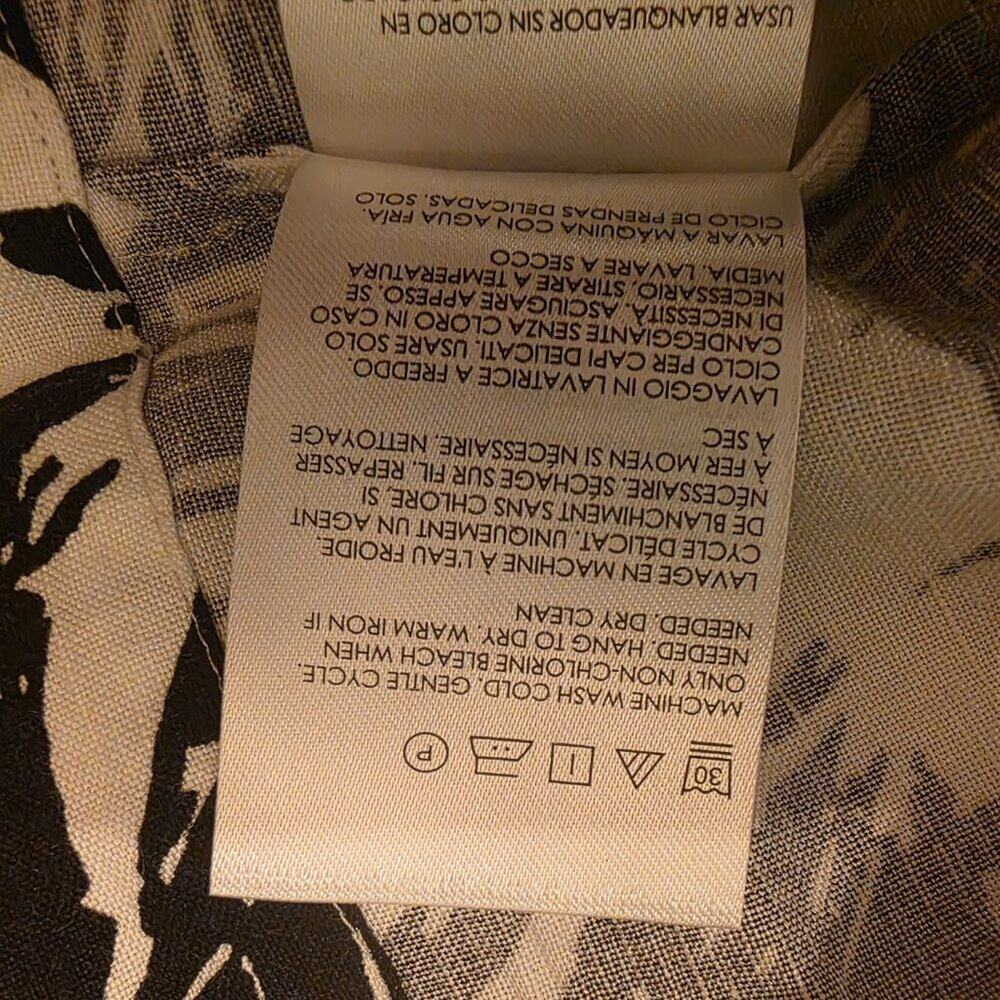 30
P
MACHINE WASH COLD, GENTLE CYCLE.
ONLY NON-CHLORINE BLEACH WHEN
NEEDED. HANG TO DRY. WARM IRON IF
NEEDED. DRY CLEAN
LAVAGE EN MACHINE À L'EAU FROIDE.
CYCLE DÉLICAT. UNIQUEMENT UN AGENT
DE BLANCHIMENT SANS CHLORE, SI
NÉCESSAIRE. SÉCHAGE SUR FIL. REPASSER
À FER MOYEN SI NÉCESSAIRE. NETTOYAGE
À SEC
LAVAGGIO IN LAVATRICE A FREDDO.
CICLO PER CAPI DELICATI. USARE SOLO
CANDEGGIANTE SENZA CLORO IN CASO
DI NECESSITÀ. ASCIUGARE APPESO. SE
NECESSARIO, STIRARE A TEMPERATURA
MEDIA. LAVARE A SECCO
LAVAR A MÁQUINA CON AGUA FRÍA.
CICLO DE PRENDAS DELICADAS. SOLO
USAR BLANQUEADOR SIN CLORO EN